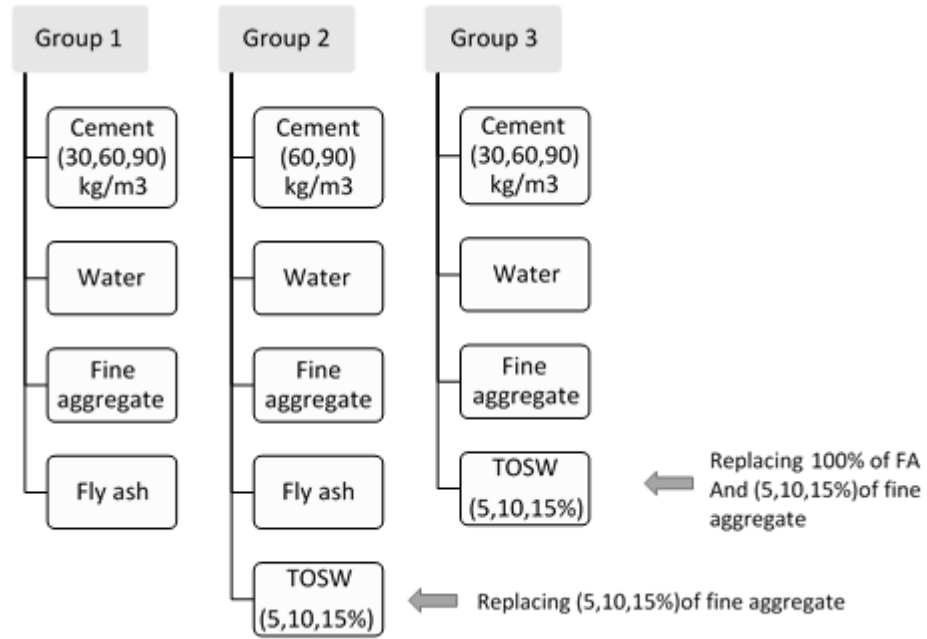 Group 1
Cement
(30,60,90)
kg/m3
Water
Fine
aggregate
Fly ash
Group 2
Cement
(60,90)
kg/m3
Water
Fine
aggregate
Fly ash
TOSW
(5,10,15%)
Replacing (5,10,15%)of fine aggregate
Group 3
Cement
(30,60,90)
kg/m3
Water
Fine
aggregate
TOSW
(5,10,15%)
Replacing 100% of FA
And (5,10,15%)of fine
aggregate